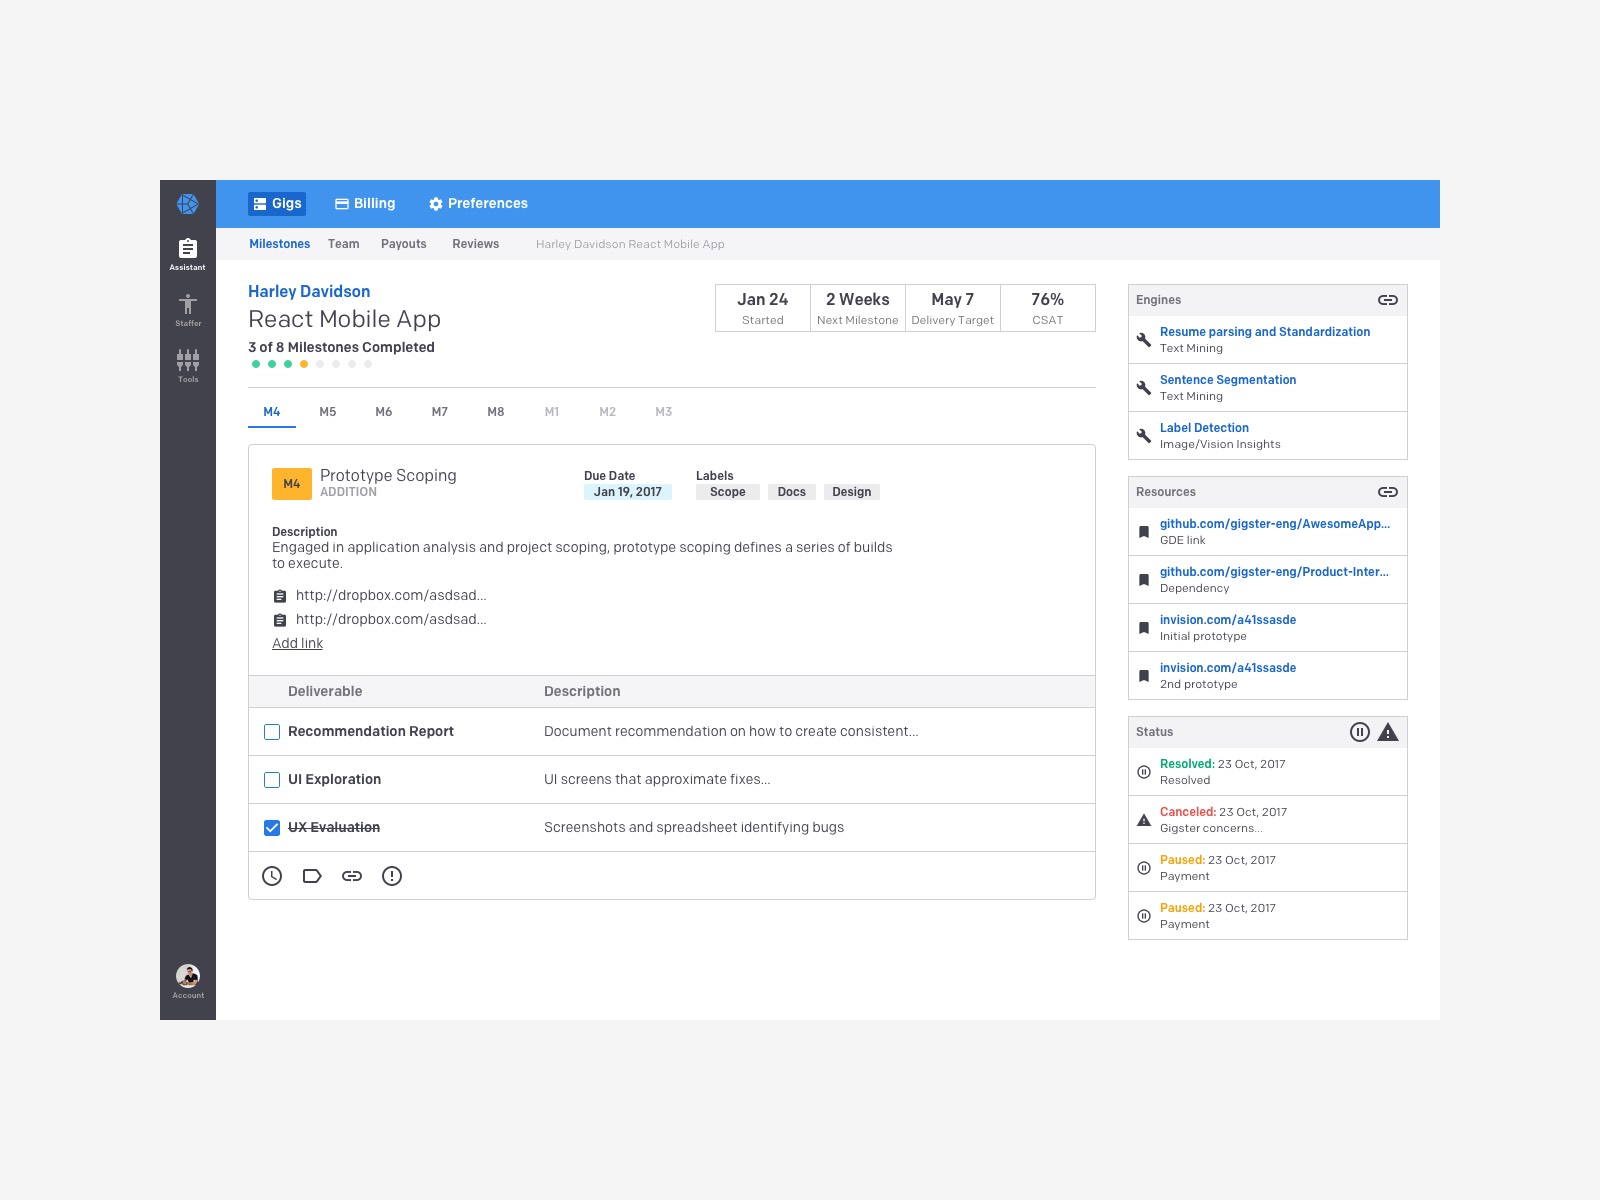 Gigs Billing Preferences
Milestones Team Payouts Reviews Harley Davidson React Mobile App
Assistant
Staffer
Tools
Account
Harley Davidson
React Mobile App
3 of 8 Milestones Completed
Jan 24 2 Weeks May 7 76%
Started Next Milestone Delivery Target CSAT
M4 M5 M6 M7 M8 M1 M2 M3
M4 Prototype Scoping
ADDITION
Due Date
Jan 19, 2017
Labels
Scope Docs Design
Description
Engaged in application analysis and project scoping, prototype scoping defines a series of builds
to execute.
http://dropbox.com/asdsad...
http://dropbox.com/asdsad...
Add link
Deliverable Description
Recommendation Report Document recommendation on how to create consistent...
UI Exploration UI screens that approximate fixes...
UX Evaluation Screenshots and spreadsheet identifying bugs
Engines
Resume parsing and Standardization
Text Mining
Sentence Segmentation
Text Mining
Label Detection
Image/Vision Insights
Resources
github.com/gigster-eng/AwesomeApp...
GDE link
github.com/gigster-eng/Product-Inter...
Dependency
invision.com/a41ssasde
Initial prototype
invision.com/a41ssasde
2nd prototype
Status
Resolved: 23 Oct, 2017
Resolved
Canceled: 23 Oct, 2017
Gigster concerns...
Paused: 23 Oct, 2017
Payment
Paused: 23 Oct, 2017
Payment